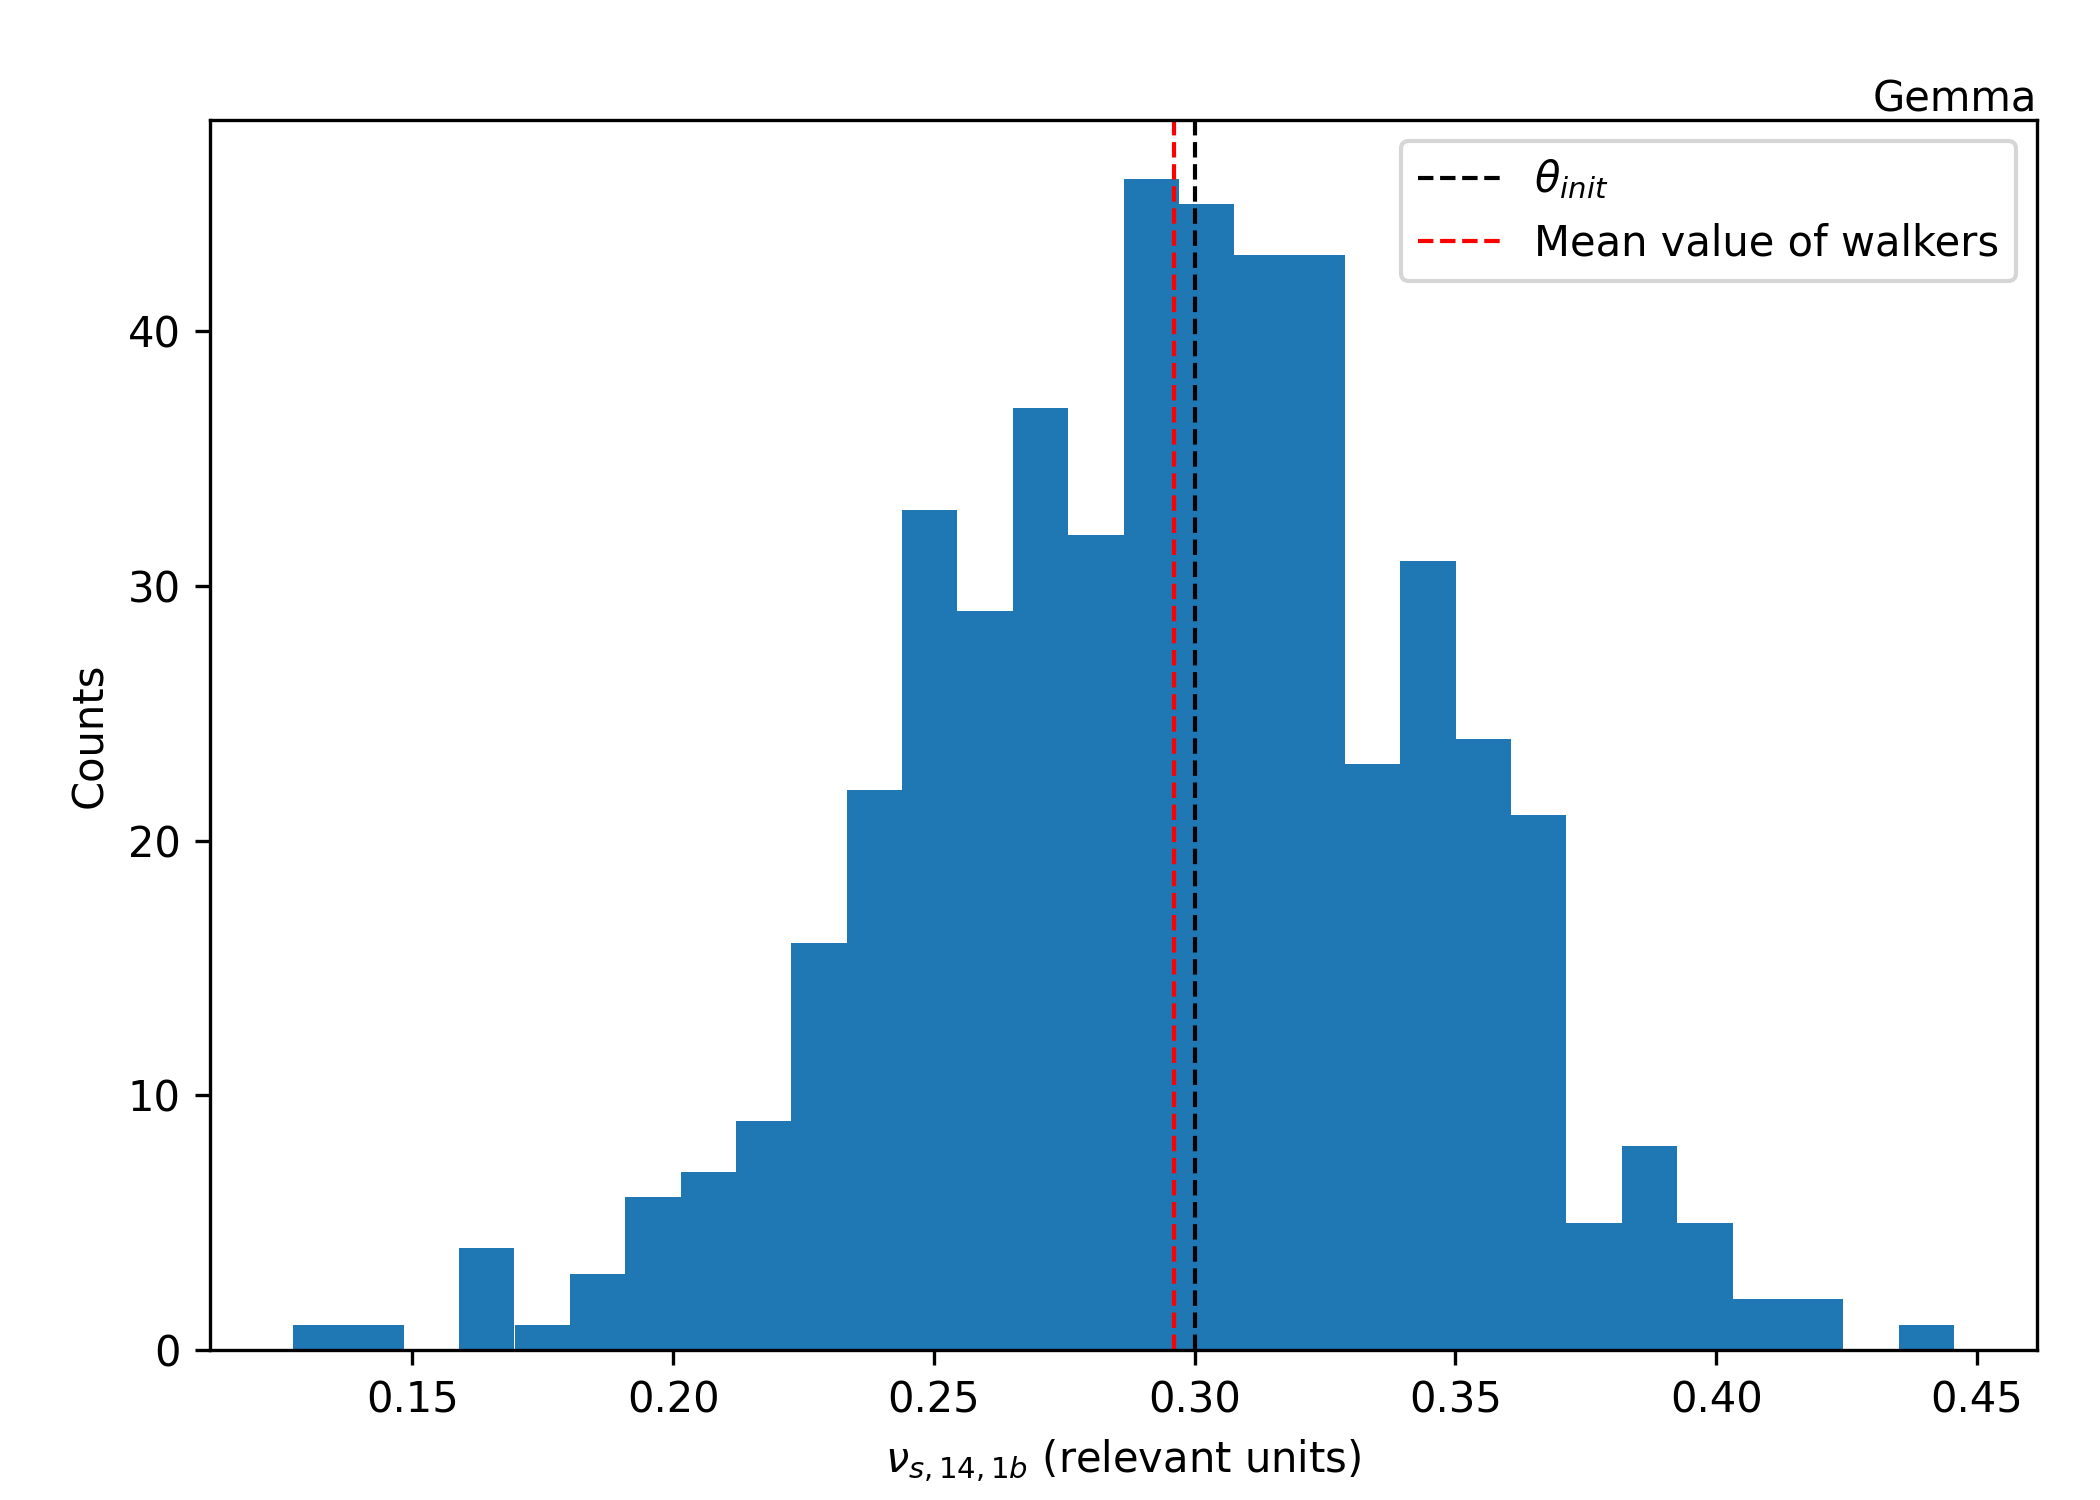 Gemma
θinit
Mean value of walkers
40
30
20
10
0
Counts
0.15 0.20 0.25 0.30 0.35 0.40 0.45
νs, 14, 1b (relevant units)